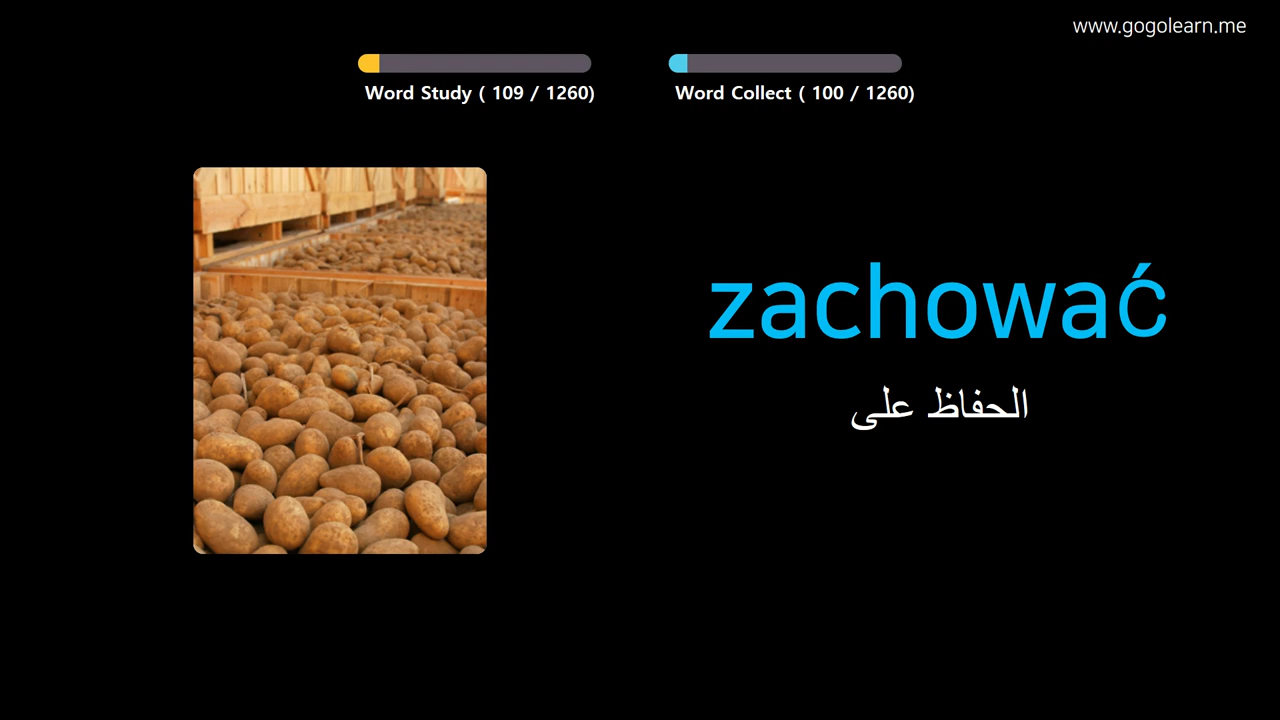 www.gogolearn.me
Word Study ( 109 / 1260)
Word Collect ( 100 / 1260)
zachować
الحفاظ على